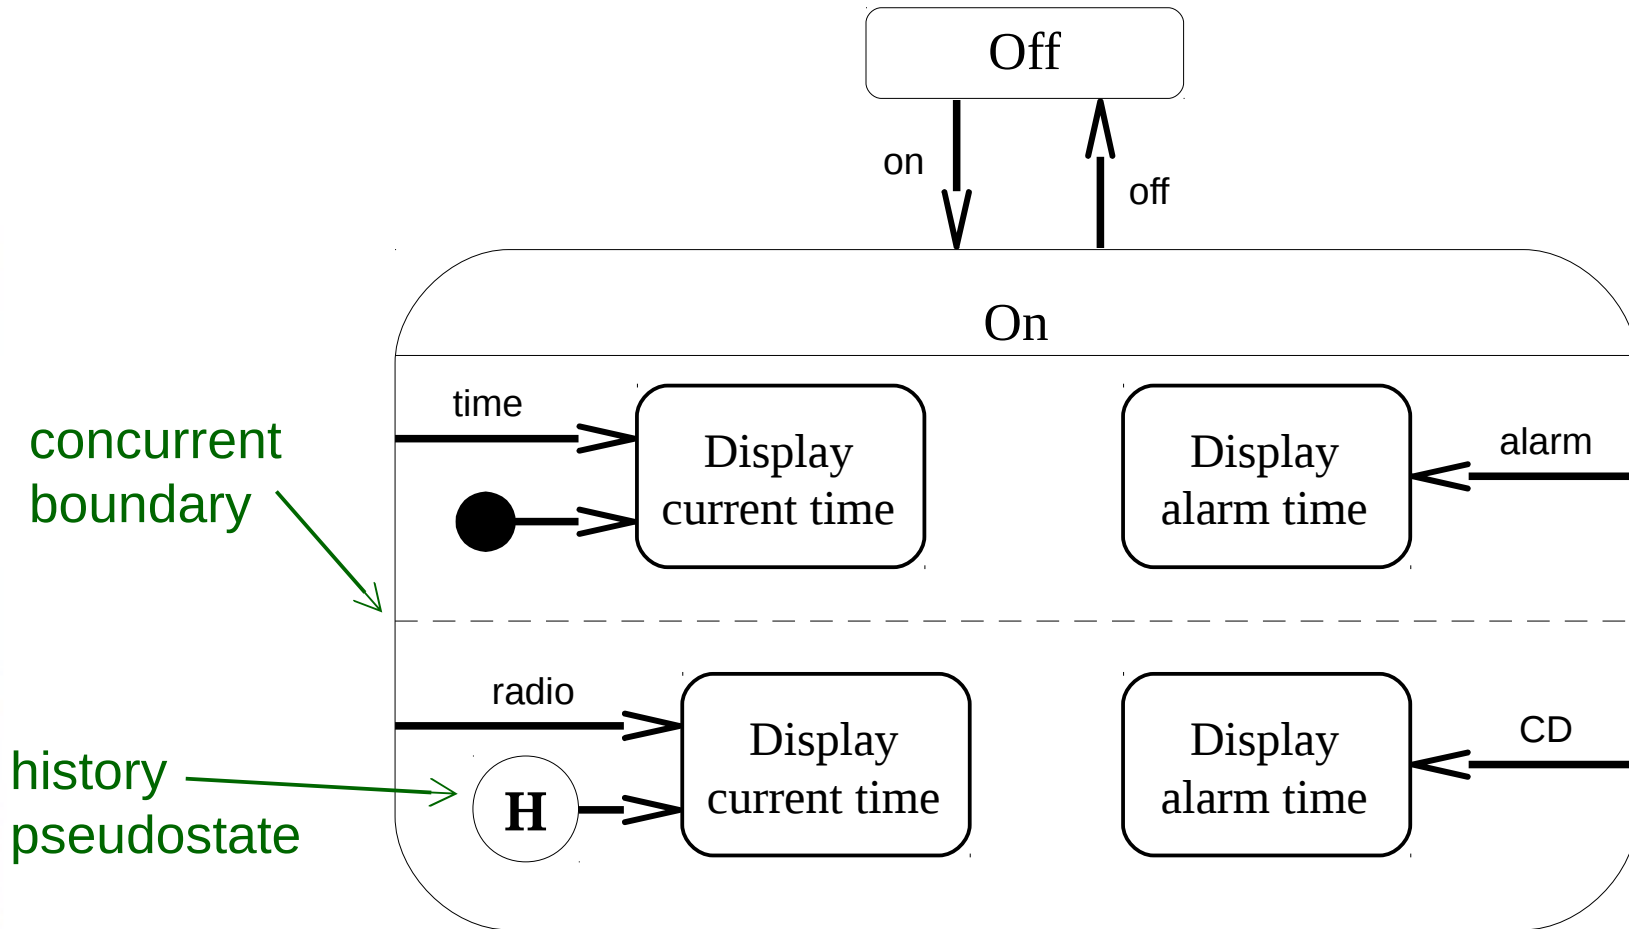 Off
on
off
On
time
concurrent
boundary
Display
current time
Display
alarm time
alarm
radio
history
pseudostate
H
Display
current time
Display
alarm time
CD